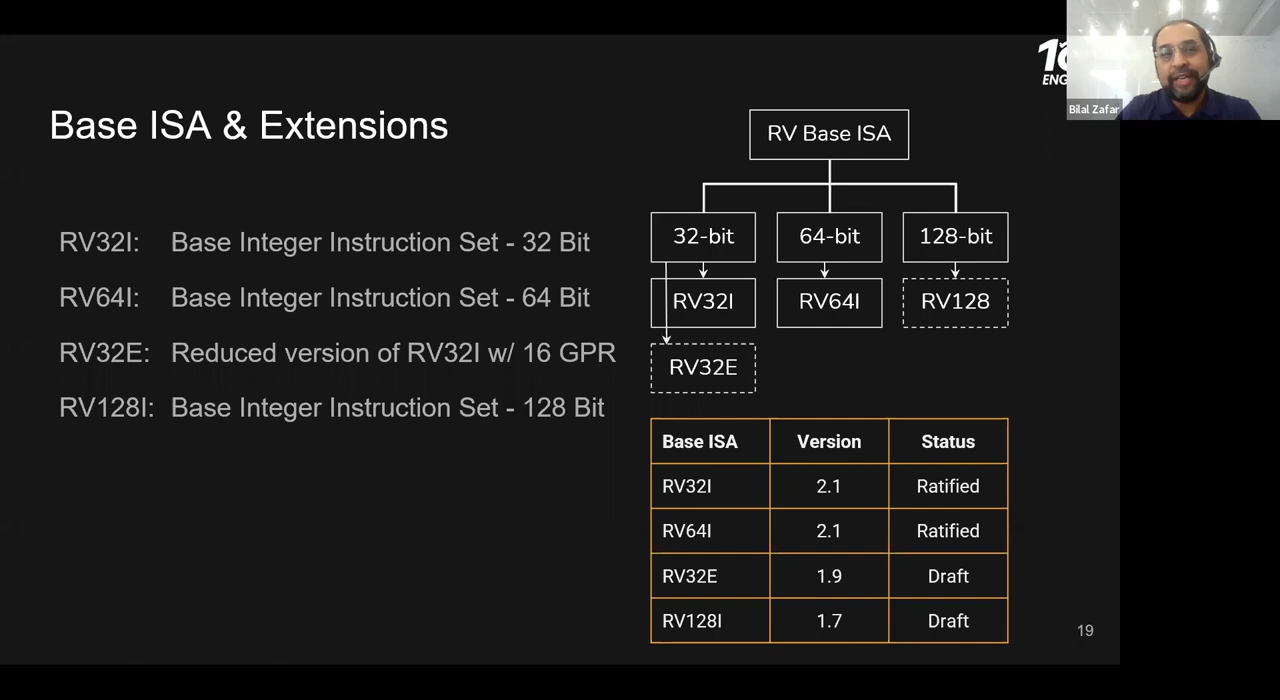 Base ISA & Extensions
RV32I: Base Integer Instruction Set - 32 Bit
RV64I: Base Integer Instruction Set - 64 Bit
RV32E: Reduced version of RV32I w/ 16 GPR
RV128I: Base Integer Instruction Set - 128 Bit
RV Base ISA
32-bit 64-bit 128-bit
RV32I RV64I RV128
RV32E
Base ISA Version Status
RV32I 2.1 Ratified
RV64I 2.1 Ratified
RV32E 1.9 Draft
RV128I 1.7 Draft
19
Bilal Zafar